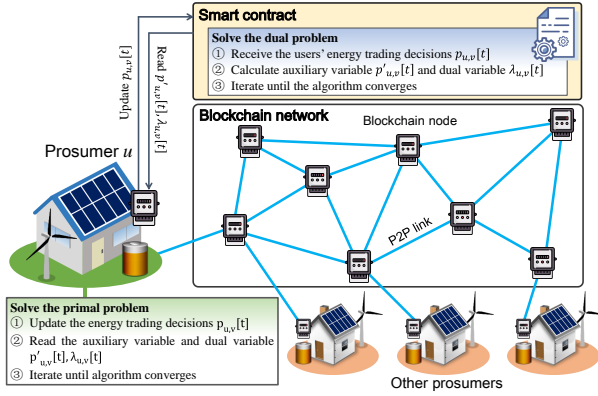 Smart contract
Solve the dual problem
① Receive the users' energy trading decisions p_{u,v}[t]
② Calculate auxiliary variable p'_{u,v}[t] and dual variable λ_{u,v}[t]
③ Iterate until the algorithm converges
Update p_{u,v}[t]
Read p'_{u,v}[t], λ_{u,v}[t]
Blockchain network
Blockchain node
Prosumer u
P2P link
Solve the primal problem
① Update the energy trading decisions p_{u,v}[t]
② Read the auxiliary variable and dual variable
p'_{u,v}[t], λ_{u,v}[t]
③ Iterate until algorithm converges
Other prosumers